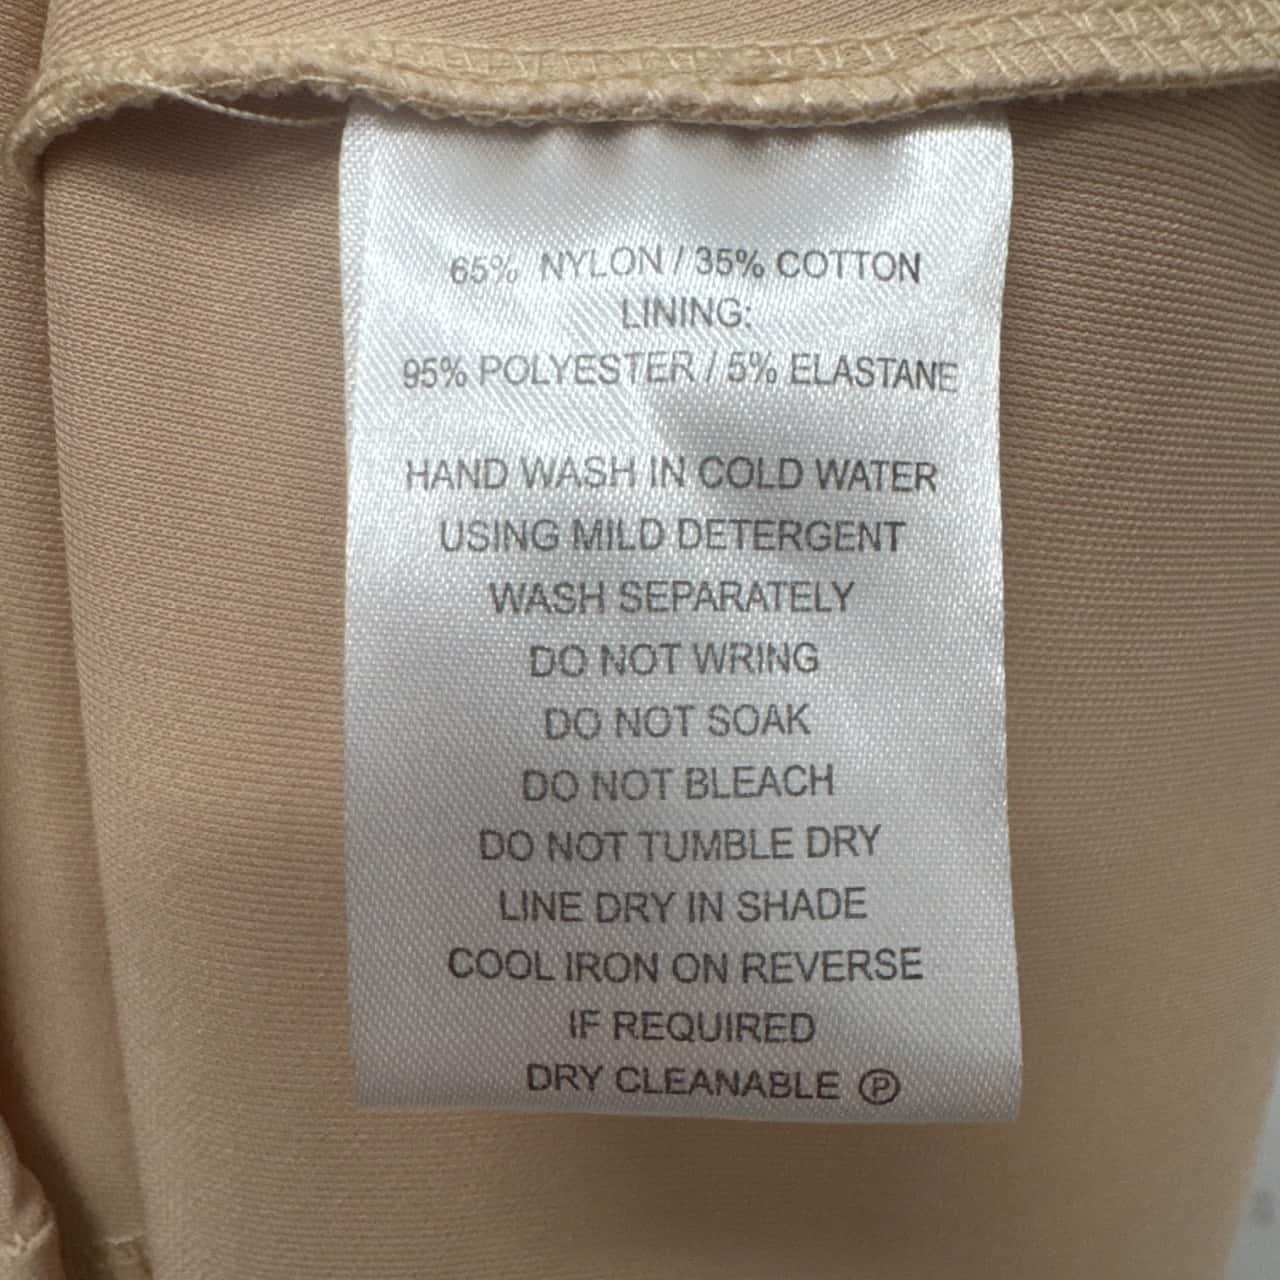 65% NYLON / 35% COTTON
LINING:
95% POLYESTER / 5% ELASTANE
HAND WASH IN COLD WATER
USING MILD DETERGENT
WASH SEPARATELY
DO NOT WRING
DO NOT SOAK
DO NOT BLEACH
DO NOT TUMBLE DRY
LINE DRY IN SHADE
COOL IRON ON REVERSE
IF REQUIRED
DRY CLEANABLE Ⓟ